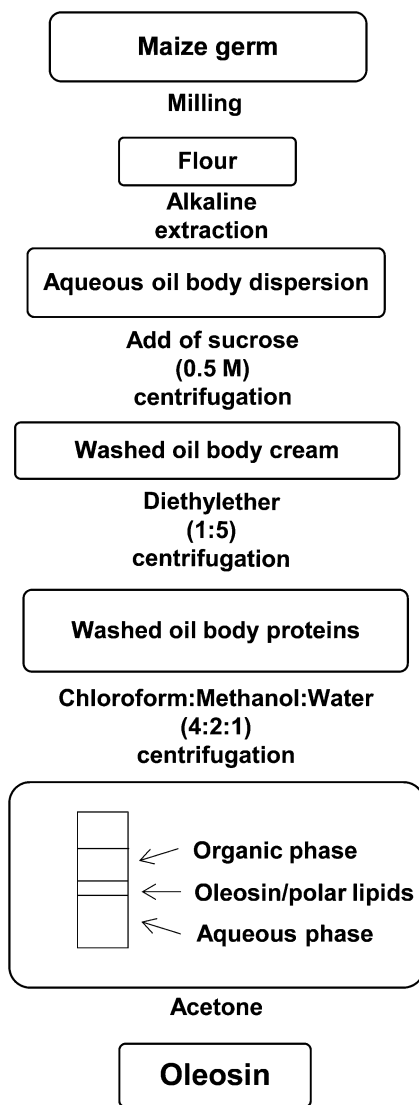 Maize germ
Milling
Flour
Alkaline
extraction
Aqueous oil body dispersion
Add of sucrose
(0.5 M)
centrifugation
Washed oil body cream
Diethylether
(1:5)
centrifugation
Washed oil body proteins
Chloroform:Methanol:Water
(4:2:1)
centrifugation
Organic phase
Oleosin/polar lipids
Aqueous phase
Acetone
Oleosin